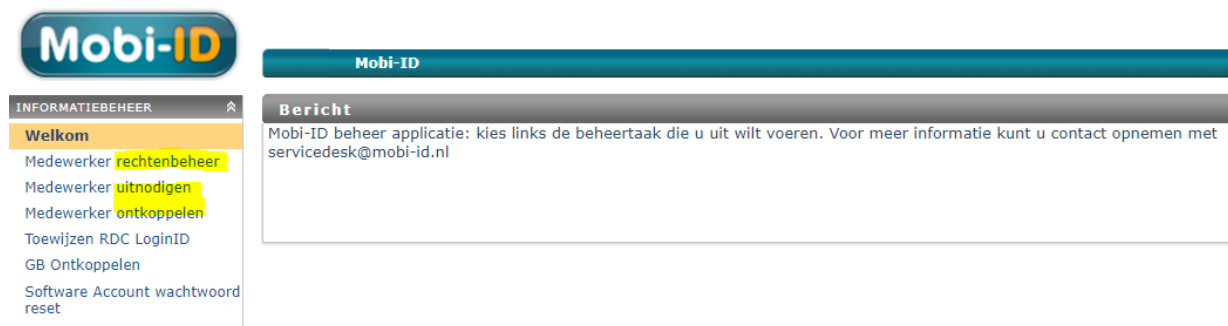 Mobi-ID
Mobi-ID
INFORMATIEBEHEER
Bericht
Welkom
Mobi-ID beheer applicatie: kies links de beheertaak die u uit wilt voeren. Voor meer informatie kunt u contact opnemen met
servicedesk@mobi-id.nl
Medewerker rechtenbeheer
Medewerker uitnodigen
Medewerker ontkoppelen
Toewijzen RDC LoginID
GB Ontkoppelen
Software Account wachtwoord
reset